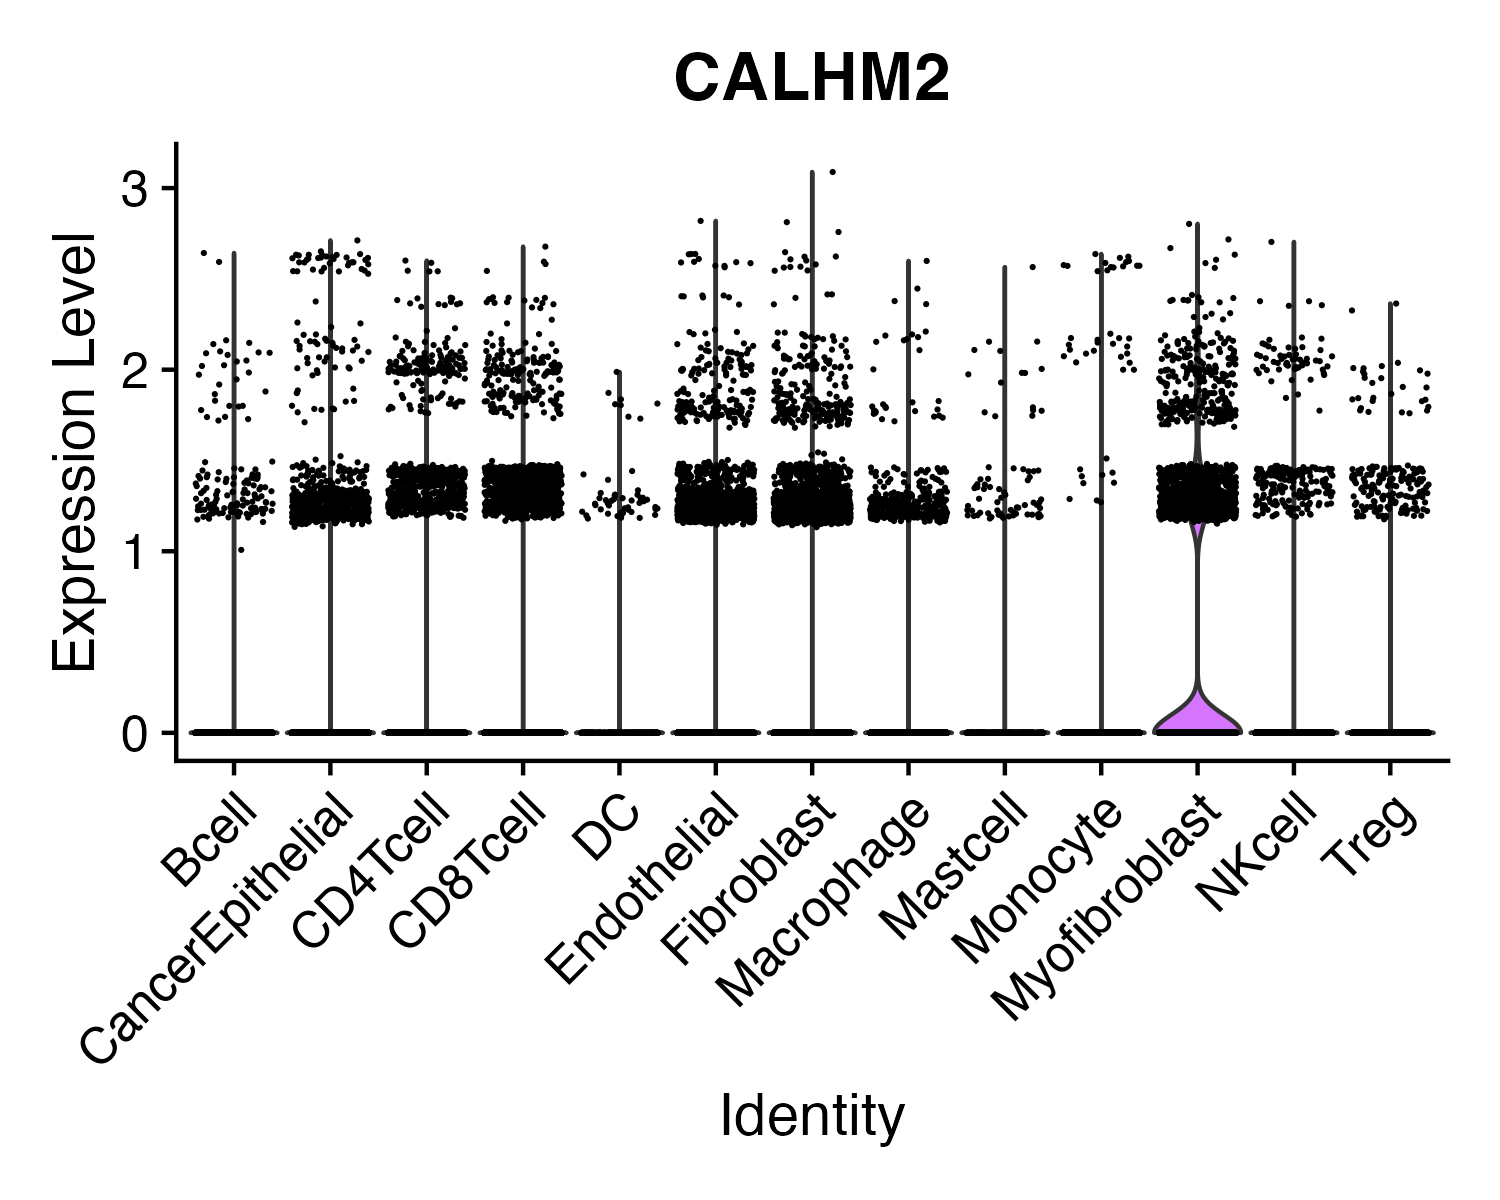 CALHM2
Expression Level
3
2
1
0
Bcell
CancerEpithelial
CD4Tcell
CD8Tcell
DC
Endothelial
Fibroblast
Macrophage
Mastcell
Monocyte
Myofibroblast
NKcell
Treg
Identity